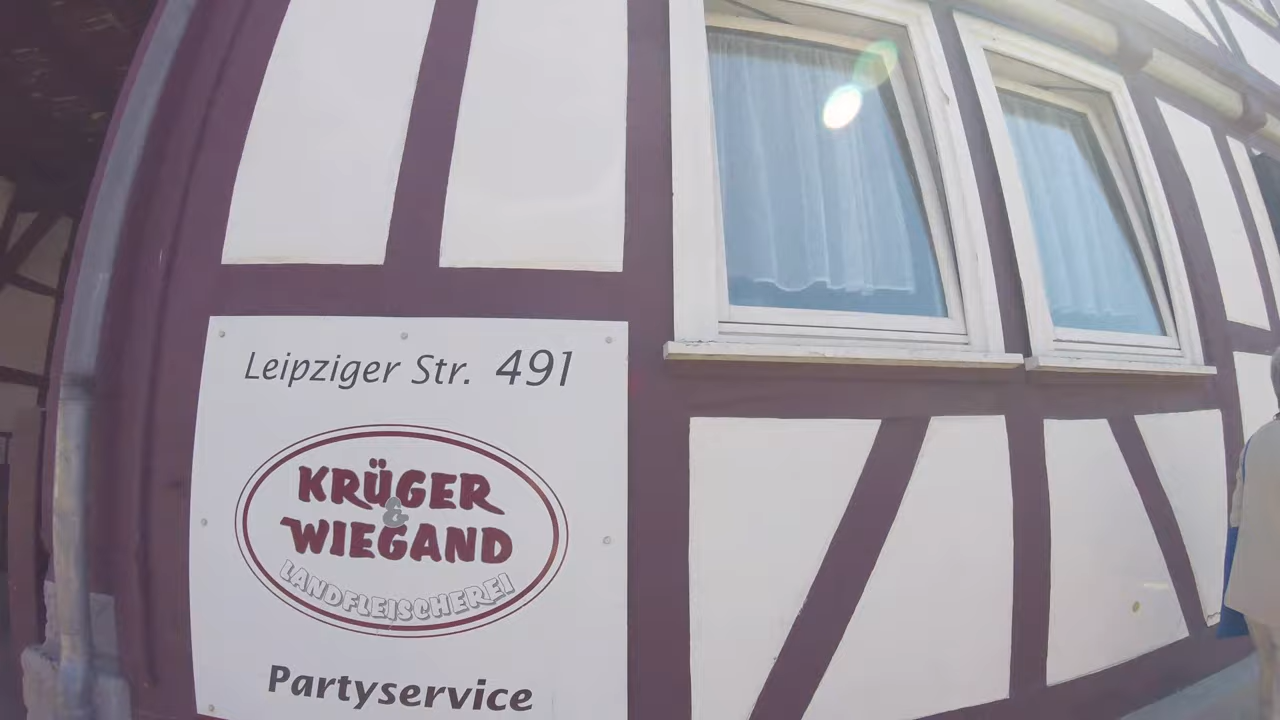 Leipziger Str. 491
KRÜGER
&
WIEGAND
LANDFLEISCHEREI
Partyservice